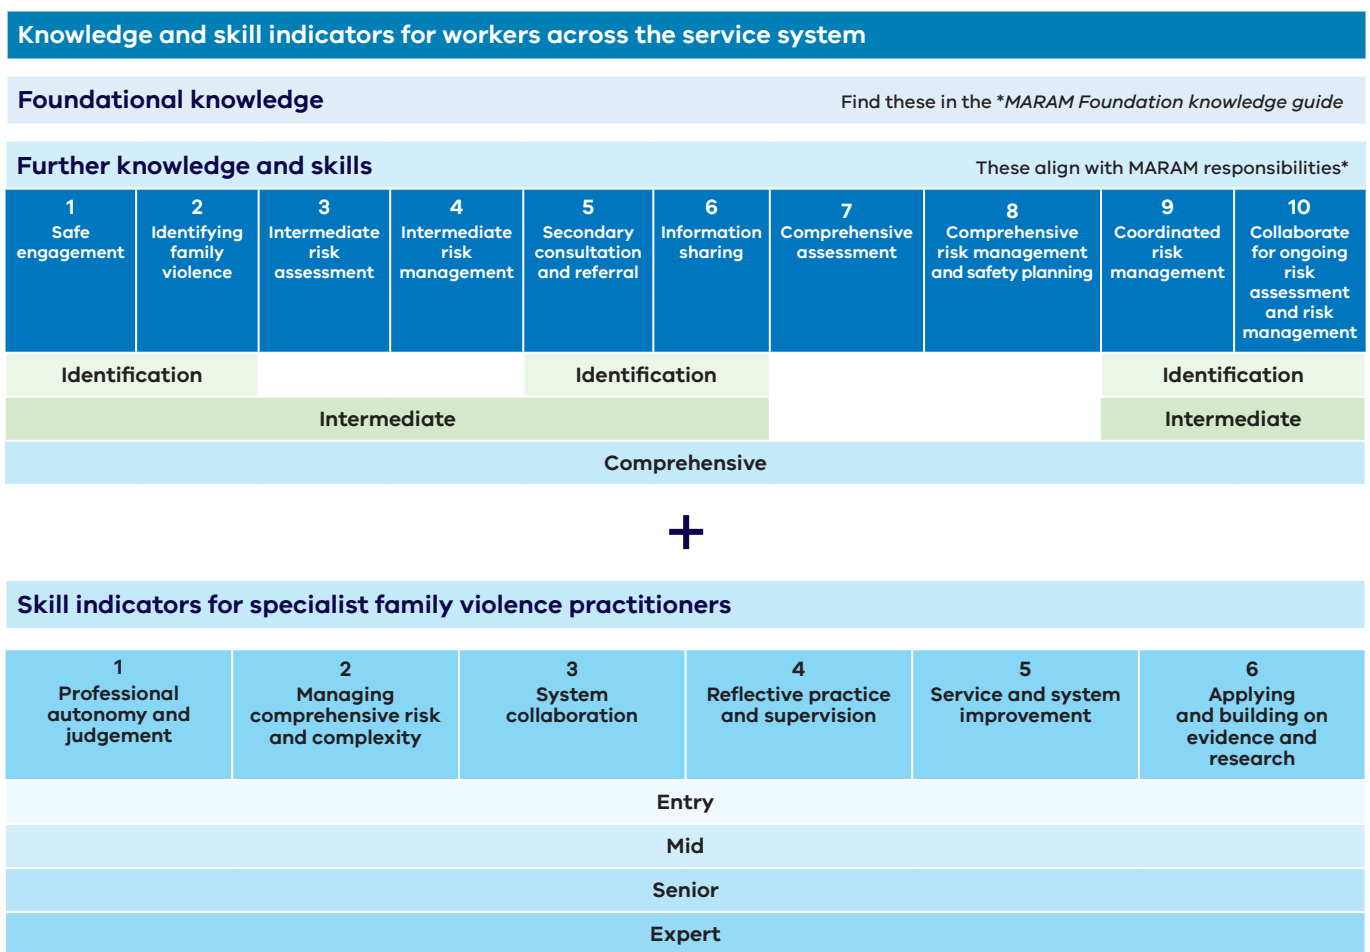 Knowledge and skill indicators for workers across the service system
Foundational knowledge
Find these in the *MARAM Foundation knowledge guide
Further knowledge and skills
These align with MARAM responsibilities*
1
Safe
engagement
2
Identifying
family
violence
3
Intermediate
risk
assessment
4
Intermediate
risk
management
5
Secondary
consultation
and referral
6
Information
sharing
7
Comprehensive
assessment
8
Comprehensive
risk management
and safety planning
9
Coordinated
risk
management
10
Collaborate
for ongoing
risk
assessment
and risk
management
Identification
Identification
Identification
Intermediate
Intermediate
Comprehensive
+
Skill indicators for specialist family violence practitioners
1
Professional
autonomy and
judgement
2
Managing
comprehensive risk
and complexity
3
System
collaboration
4
Reflective practice
and supervision
5
Service and system
improvement
6
Applying
and building on
evidence and
research
Entry
Mid
Senior
Expert